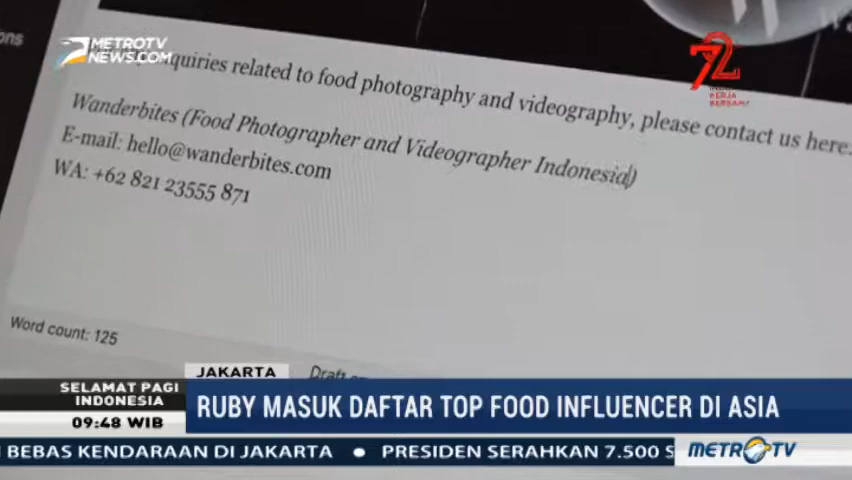 ons
METROTV
NEWS.COM
72
KERJA
BERSAMA
inquiries related to food photography and videography, please contact us here:
Wanderbites (Food Photographer and Videographer Indonesia)
E-mail: hello@wanderbites.com
WA: +62 821 23555 871
Word count: 125
Draft
JAKARTA
SELAMAT PAGI
INDONESIA
09:48 WIB
RUBY MASUK DAFTAR TOP FOOD INFLUENCER DI ASIA
I BEBAS KENDARAAN DI JAKARTA ● PRESIDEN SERAHKAN 7.500 S
METROTV